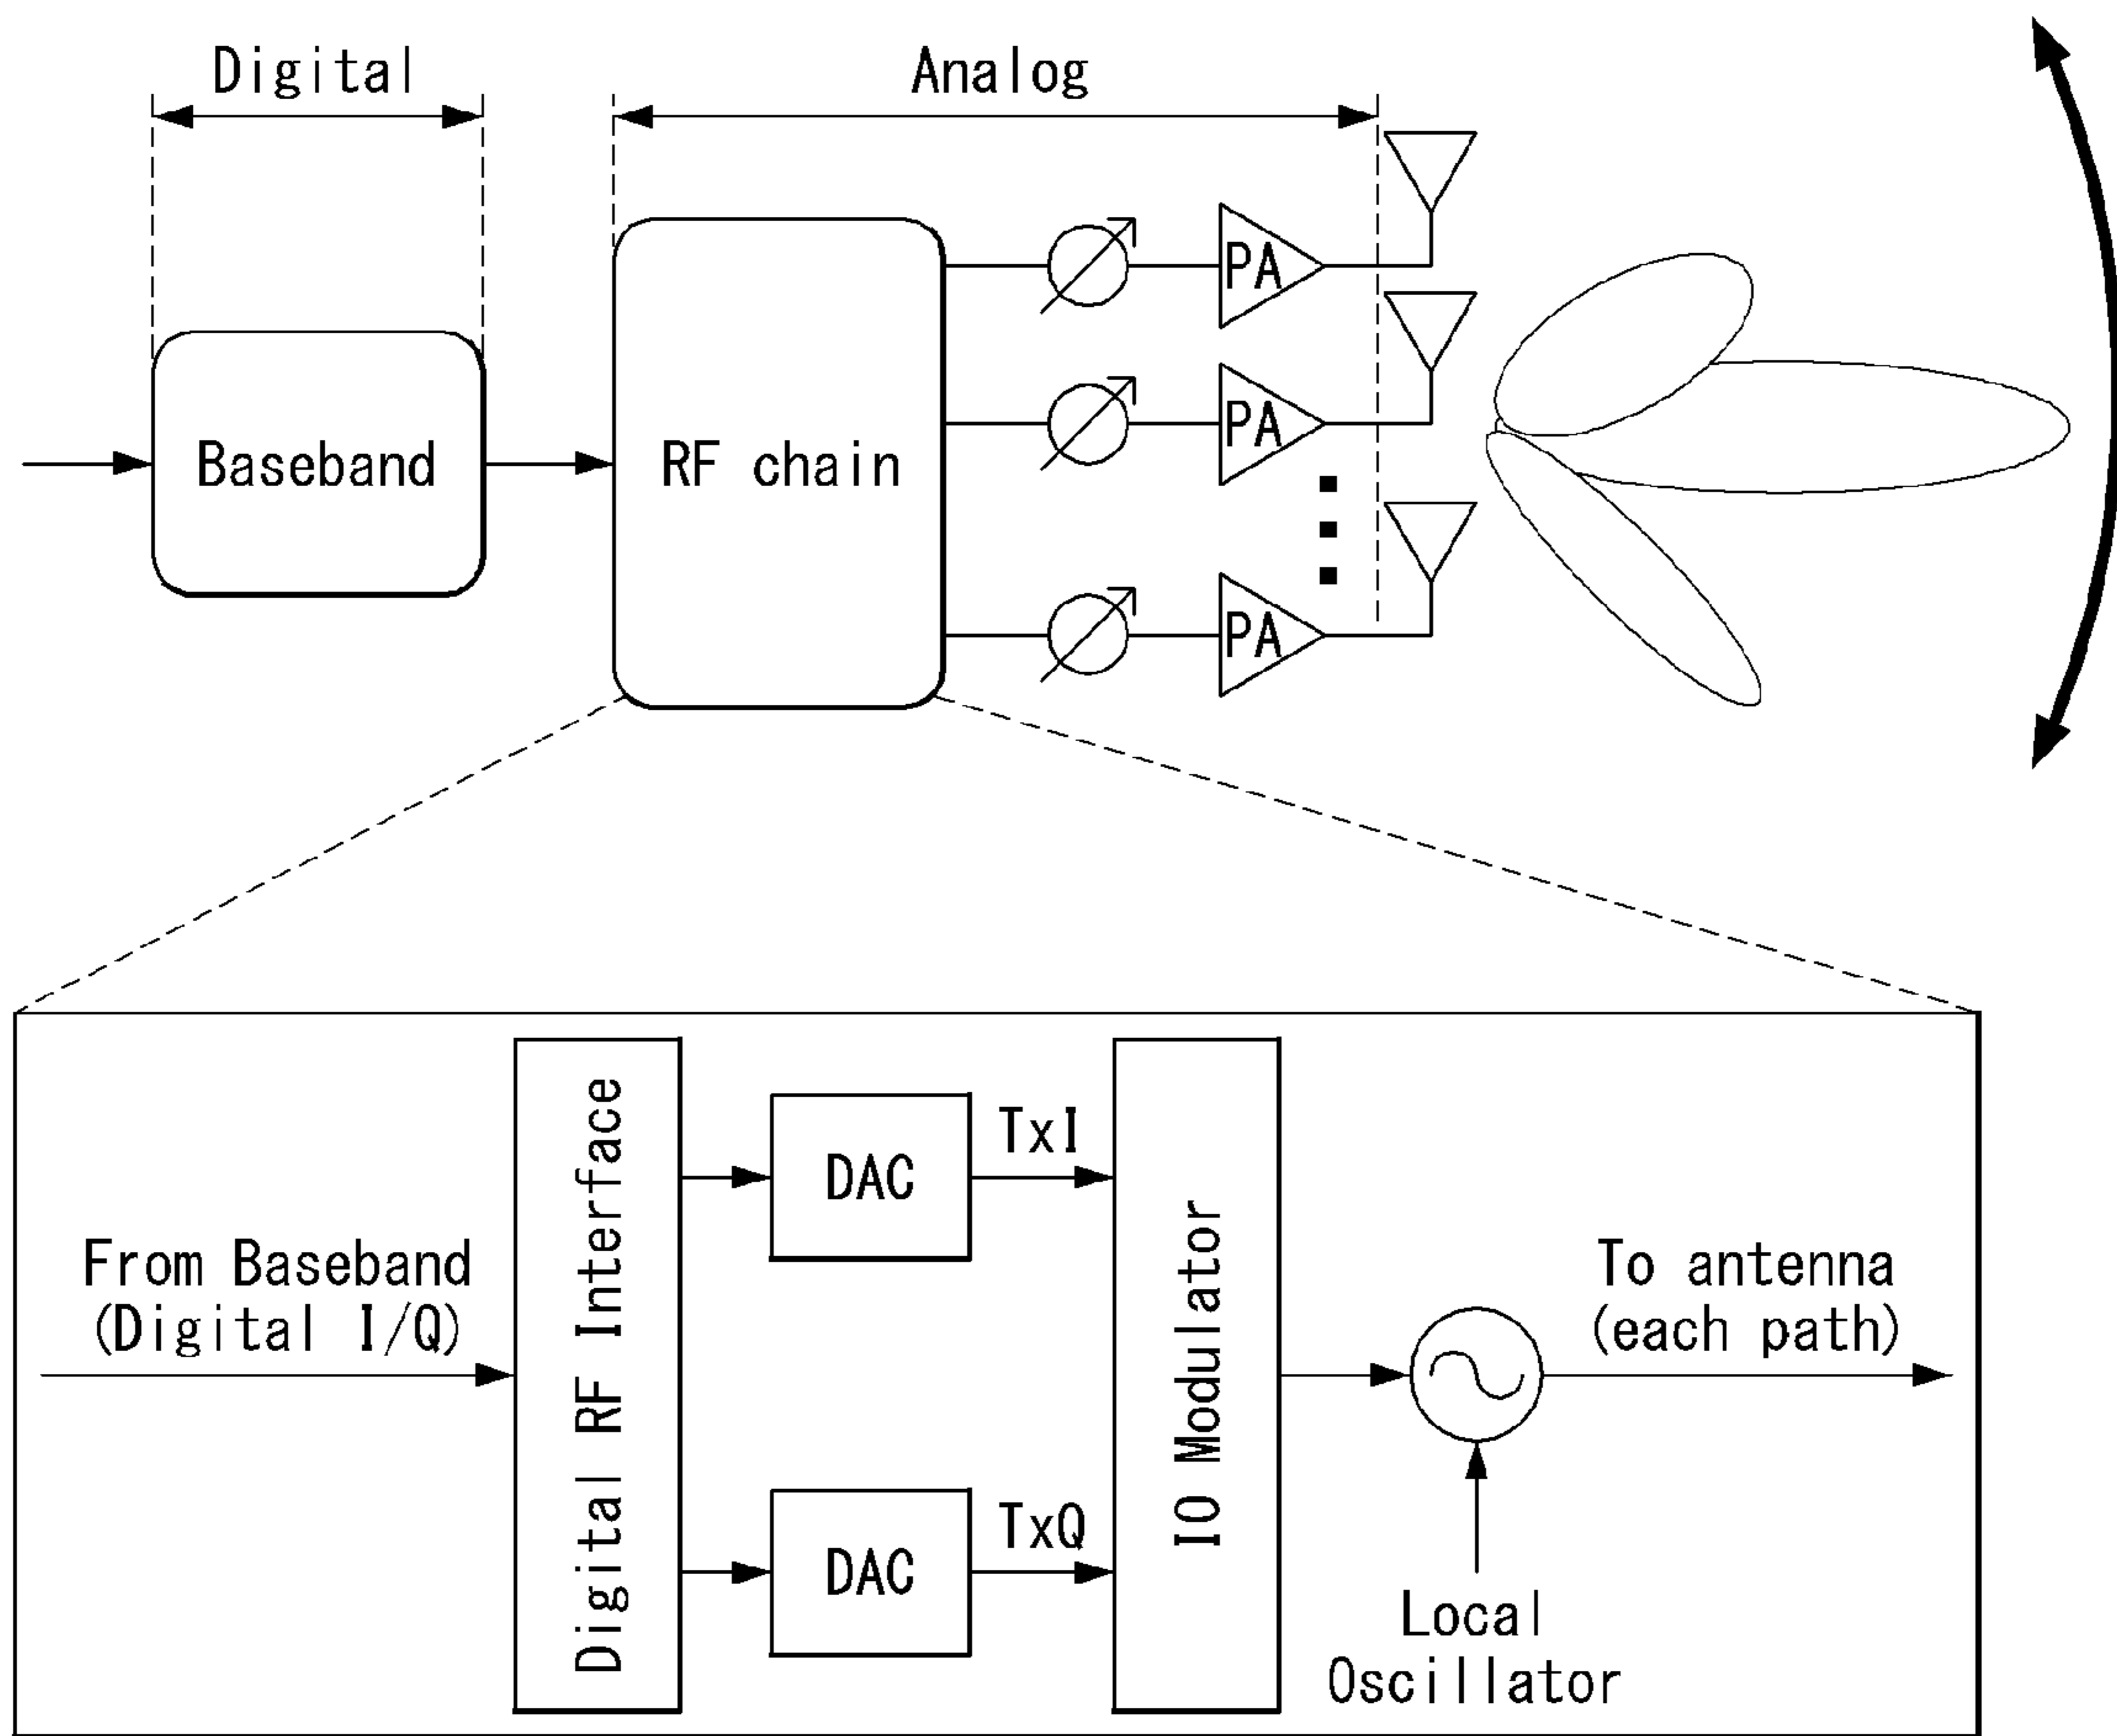 Digital
Analog
Baseband
RF chain
PA
PA
PA
Digital RF Interface
DAC
TxI
From Baseband
(Digital I/Q)
IO Modulator
To antenna
(each path)
DAC
TxQ
Local
Oscillator